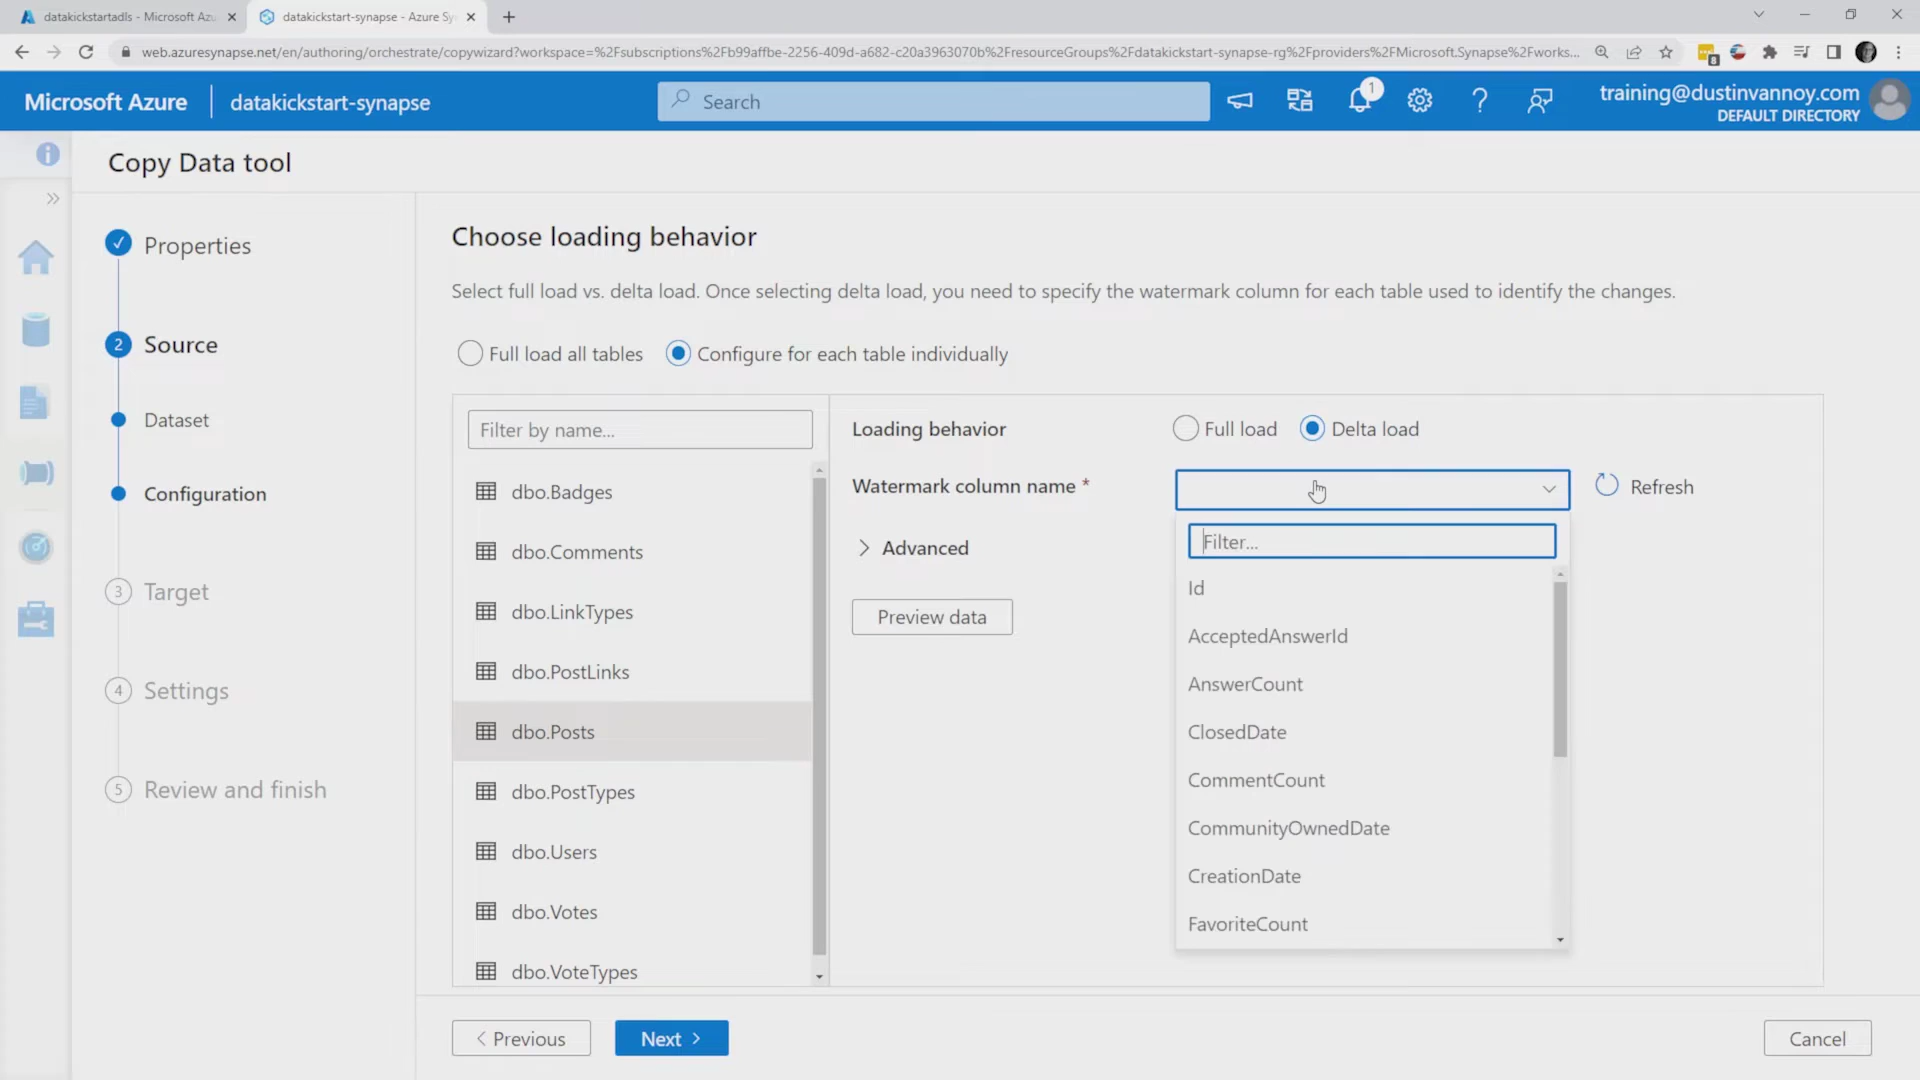 datakickstartadls - Microsoft Azu
datakickstart-synapse - Azure Sy
web.azuresynapse.net/en/authoring/orchestrate/copywizard?workspace=%2Fsubscriptions%2Fb99affbe-2256-409d-a682-c20a3963070b%2FresourceGroups%2Fdatakickstart-synapse-rg%2Fproviders%2FMicrosoft.Synapse%2Fworks...
8
Microsoft Azure
datakickstart-synapse
Search
1
training@dustinvannoy.com
DEFAULT DIRECTORY
Copy Data tool
Properties
2 Source
Dataset
Configuration
3 Target
4 Settings
5 Review and finish
Choose loading behavior
Select full load vs. delta load. Once selecting delta load, you need to specify the watermark column for each table used to identify the changes.
Full load all tables
Configure for each table individually
Filter by name...
dbo.Badges
dbo.Comments
dbo.LinkTypes
dbo.PostLinks
dbo.Posts
dbo.PostTypes
dbo.Users
dbo.Votes
dbo.VoteTypes
Loading behavior
Full load
Delta load
Watermark column name *
Refresh
Advanced
Preview data
Filter...
Id
AcceptedAnswerId
AnswerCount
ClosedDate
CommentCount
CommunityOwnedDate
CreationDate
FavoriteCount
Previous
Next
Cancel